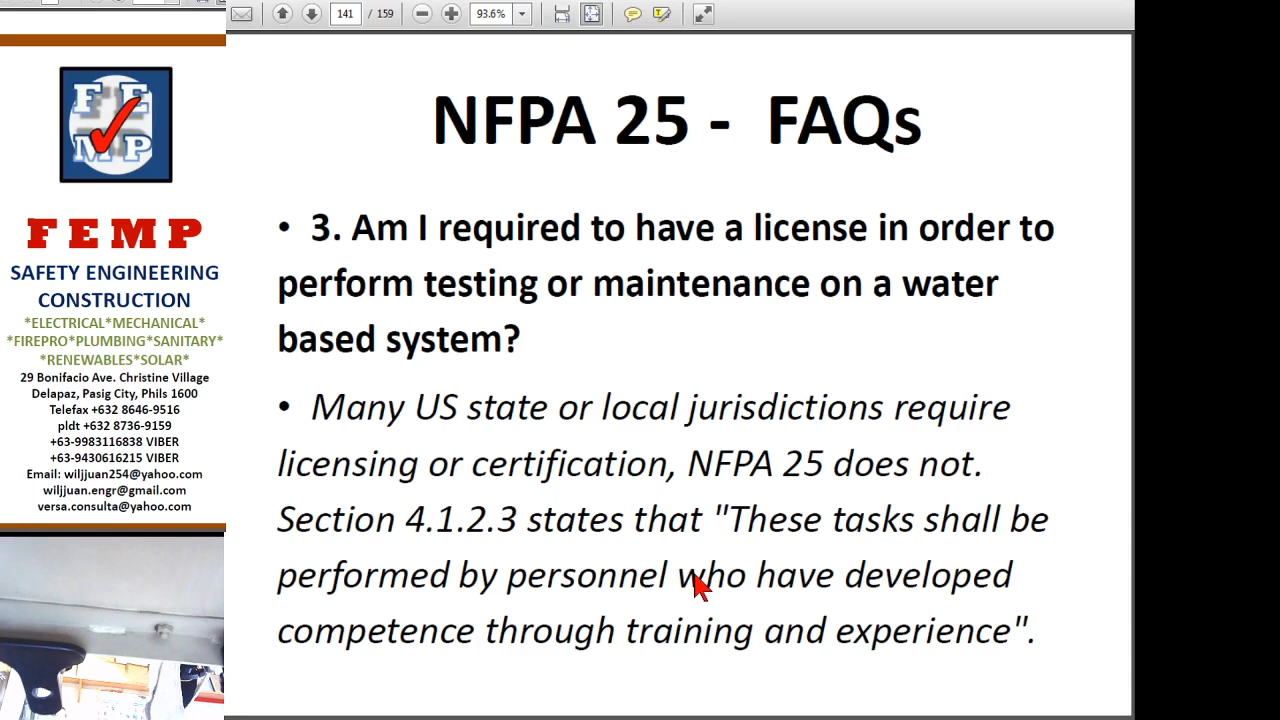 141 / 159
93.6%
F E
M P
F E M P
SAFETY ENGINEERING
CONSTRUCTION
*ELECTRICAL*MECHANICAL*
*FIREPRO*PLUMBING*SANITARY*
*RENEWABLES*SOLAR*
29 Bonifacio Ave. Christine Village
Delapaz, Pasig City, Phils 1600
Telefax +632 8646-9516
pldt +632 8736-9159
+63-9983116838 VIBER
+63-9430616215 VIBER
Email: wiljjuan254@yahoo.com
wiljjuan.engr@gmail.com
versa.consulta@yahoo.com
NFPA 25 - FAQs
• 3. Am I required to have a license in order to
perform testing or maintenance on a water
based system?
• Many US state or local jurisdictions require
licensing or certification, NFPA 25 does not.
Section 4.1.2.3 states that "These tasks shall be
performed by personnel who have developed
competence through training and experience".